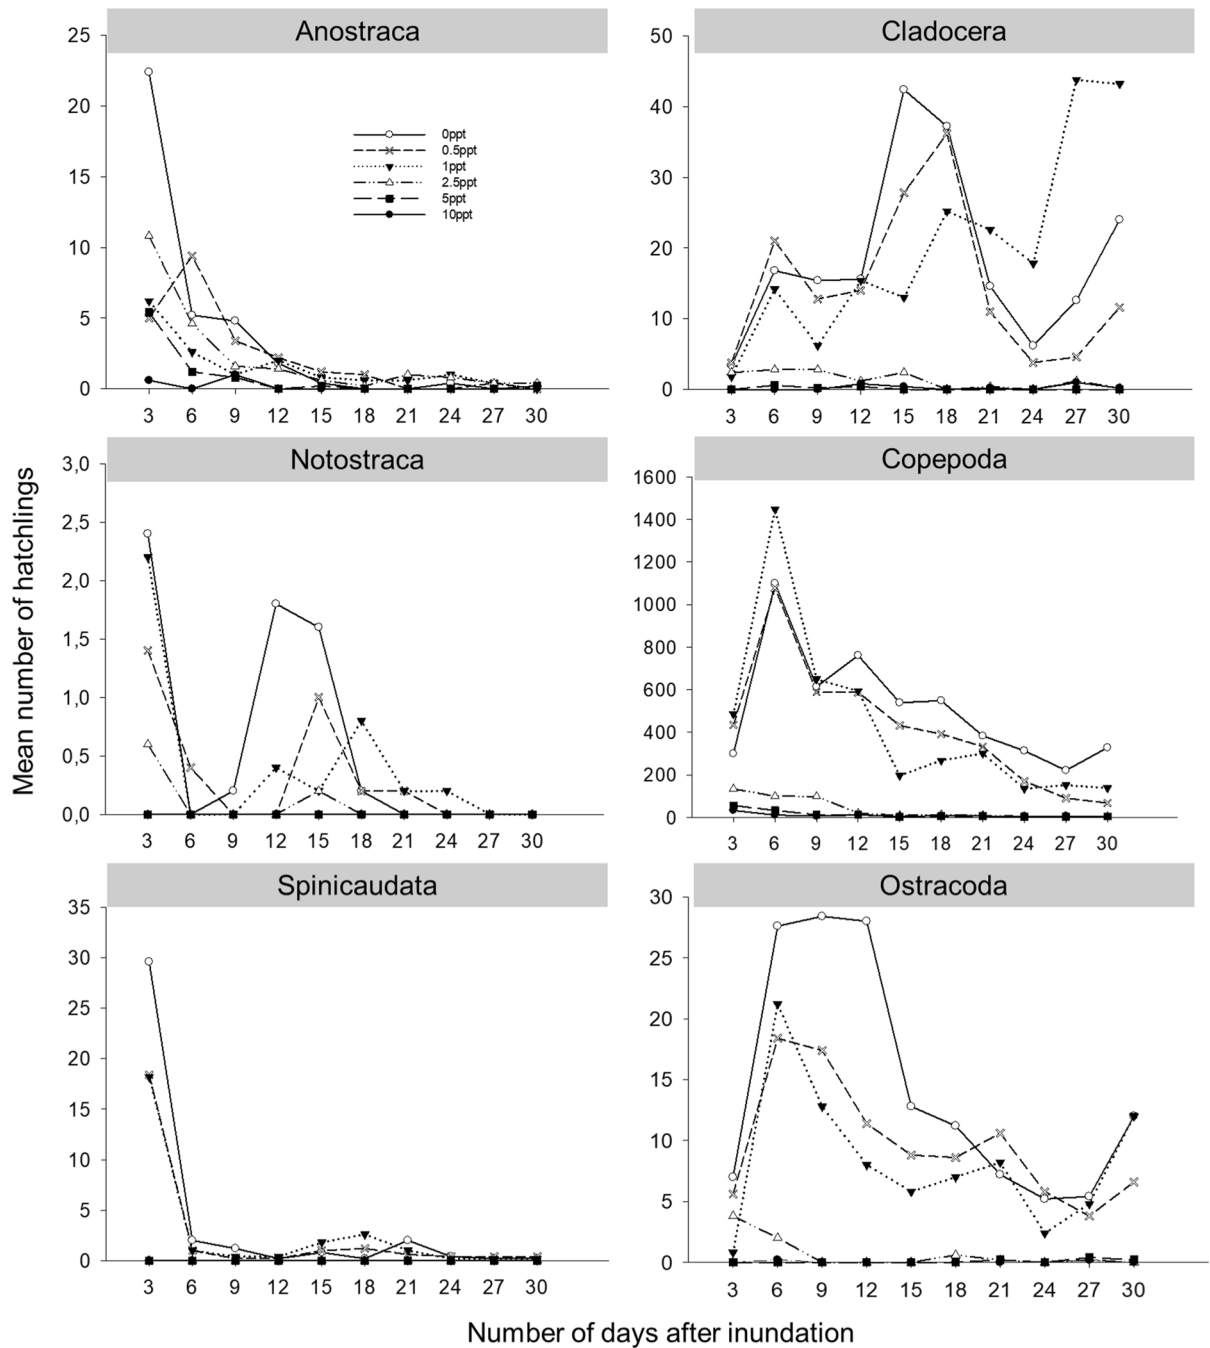 Anostraca
25
20
15
10
5
0
3 6 9 12 15 18 21 24 27 30
0ppt
0.5ppt
1ppt
2.5ppt
5ppt
10ppt
Cladocera
50
40
30
20
10
0
3 6 9 12 15 18 21 24 27 30
Mean number of hatchlings
Notostraca
3,0
2,5
2,0
1,5
1,0
0,5
0,0
3 6 9 12 15 18 21 24 27 30
Copepoda
1600
1400
1200
1000
800
600
400
200
0
3 6 9 12 15 18 21 24 27 30
Spinicaudata
35
30
25
20
15
10
5
0
3 6 9 12 15 18 21 24 27 30
Ostracoda
30
25
20
15
10
5
0
3 6 9 12 15 18 21 24 27 30
Number of days after inundation